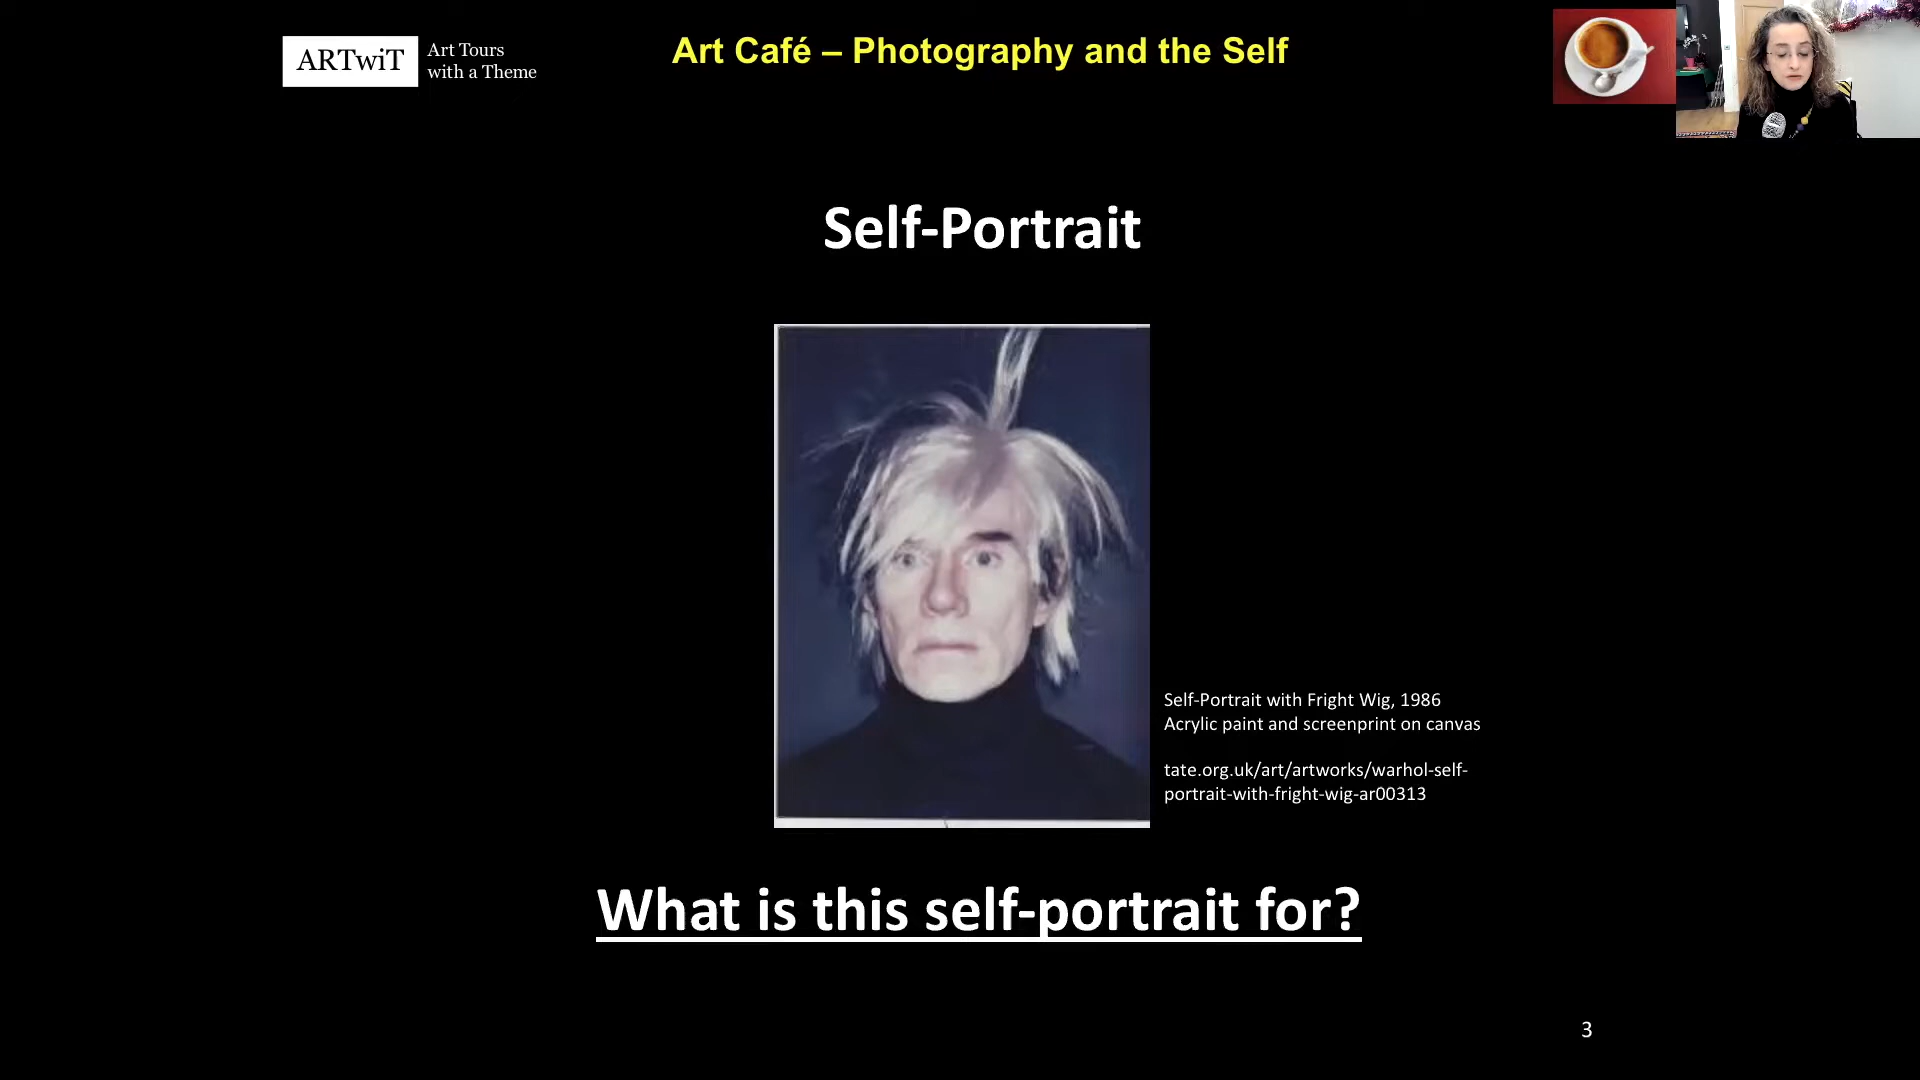 ARTwiT
Art Tours
with a Theme
Art Café – Photography and the Self
Self-Portrait
Self-Portrait with Fright Wig, 1986
Acrylic paint and screenprint on canvas
tate.org.uk/art/artworks/warhol-self-
portrait-with-fright-wig-ar00313
What is this self-portrait for?
3